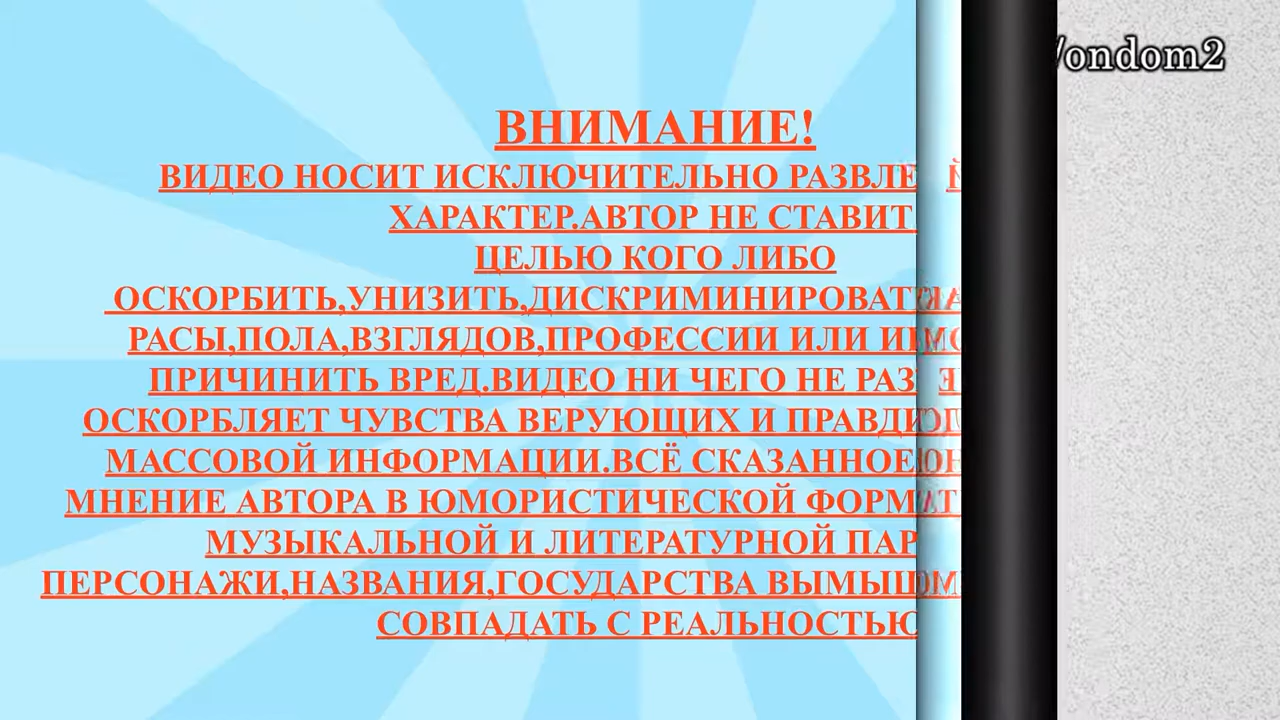 ВНИМАНИЕ!
ВИДЕО НОСИТ ИСКЛЮЧИТЕЛЬНО
ХАРАКТЕР.АВТОР НЕ СТАВИТ
ЦЕЛЬЮ КОГО ЛИБО
ОСКОРБИТЬ,УНИЗИТЬ,
РАСЫ,ПОЛА,ВЗГЛЯДОВ,ПРОФЕССИИ ИЛИ
ПРИЧИНИТЬ ВРЕД.ВИДЕО НИ ЧЕГО НЕ
ОСКОРБЛЯЕТ ЧУВСТВА ВЕРУЮЩИХ И
МАССОВОЙ ИНФОРМАЦИИ.ВСЁ СКАЗАННОЕ
МНЕНИЕ АВТОРА В ЮМОРИСТИЧЕСКОЙ
МУЗЫКАЛЬНОЙ И ЛИТЕРАТУРНОЙ
ПЕРСОНАЖИ,НАЗВАНИЯ,ГОСУДАРСТВА
СОВПАДАТЬ С РЕАЛЬНОСТЬЮ